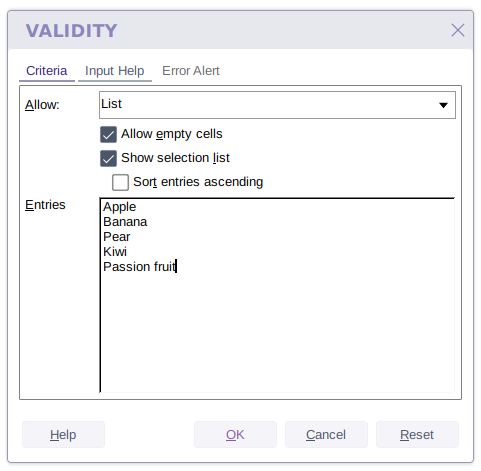 VALIDITY
Criteria Input Help Error Alert
Allow: List
Allow empty cells
Show selection list
Sort entries ascending
Entries Apple
Banana
Pear
Kiwi
Passion fruit
Help OK Cancel Reset